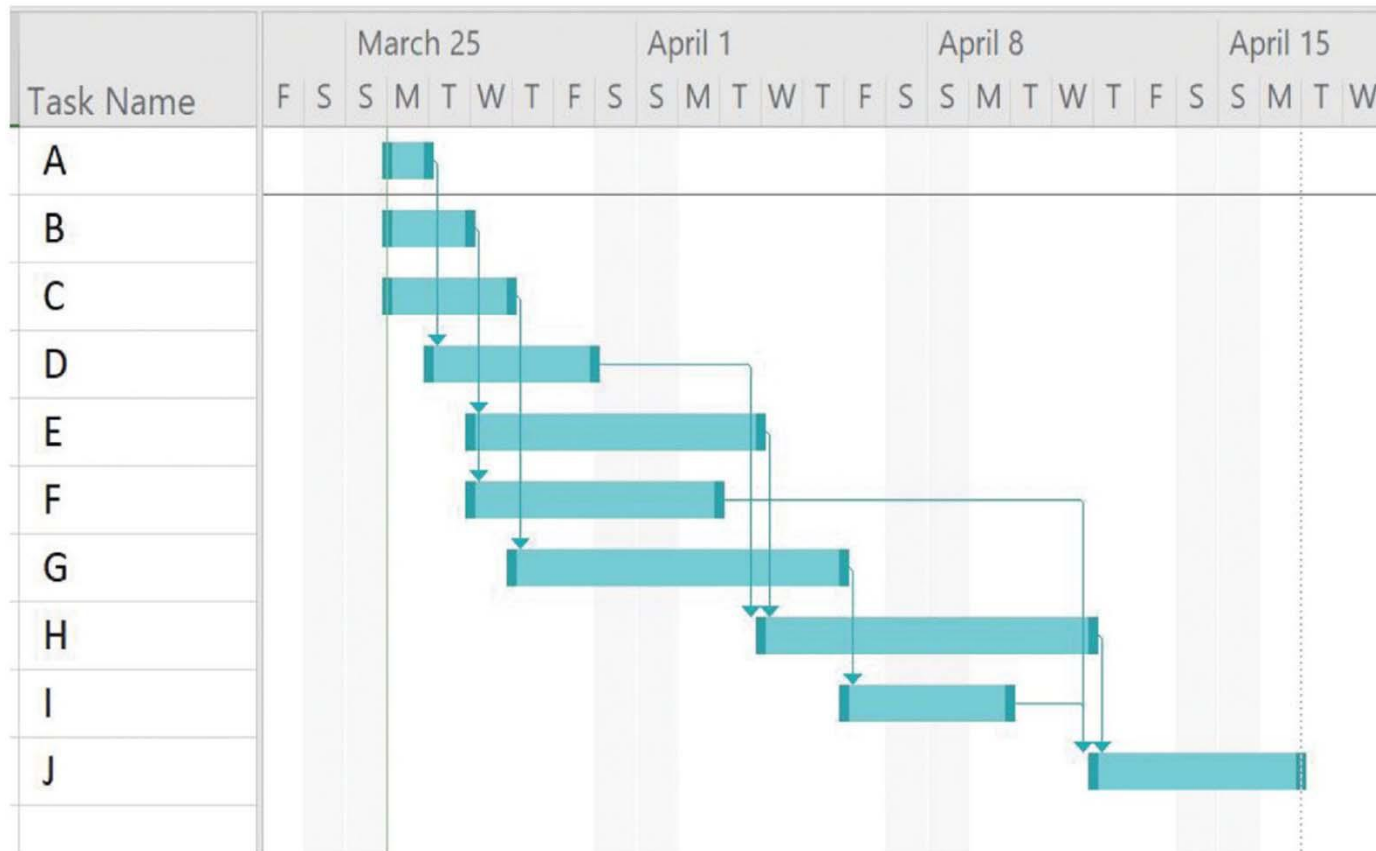 March 25 April 1 April 8 April 15
Task Name F S S M T W T F S S M T W T F S S M T W T F S S M T W
A
B
C
D
E
F
G
H
I
J